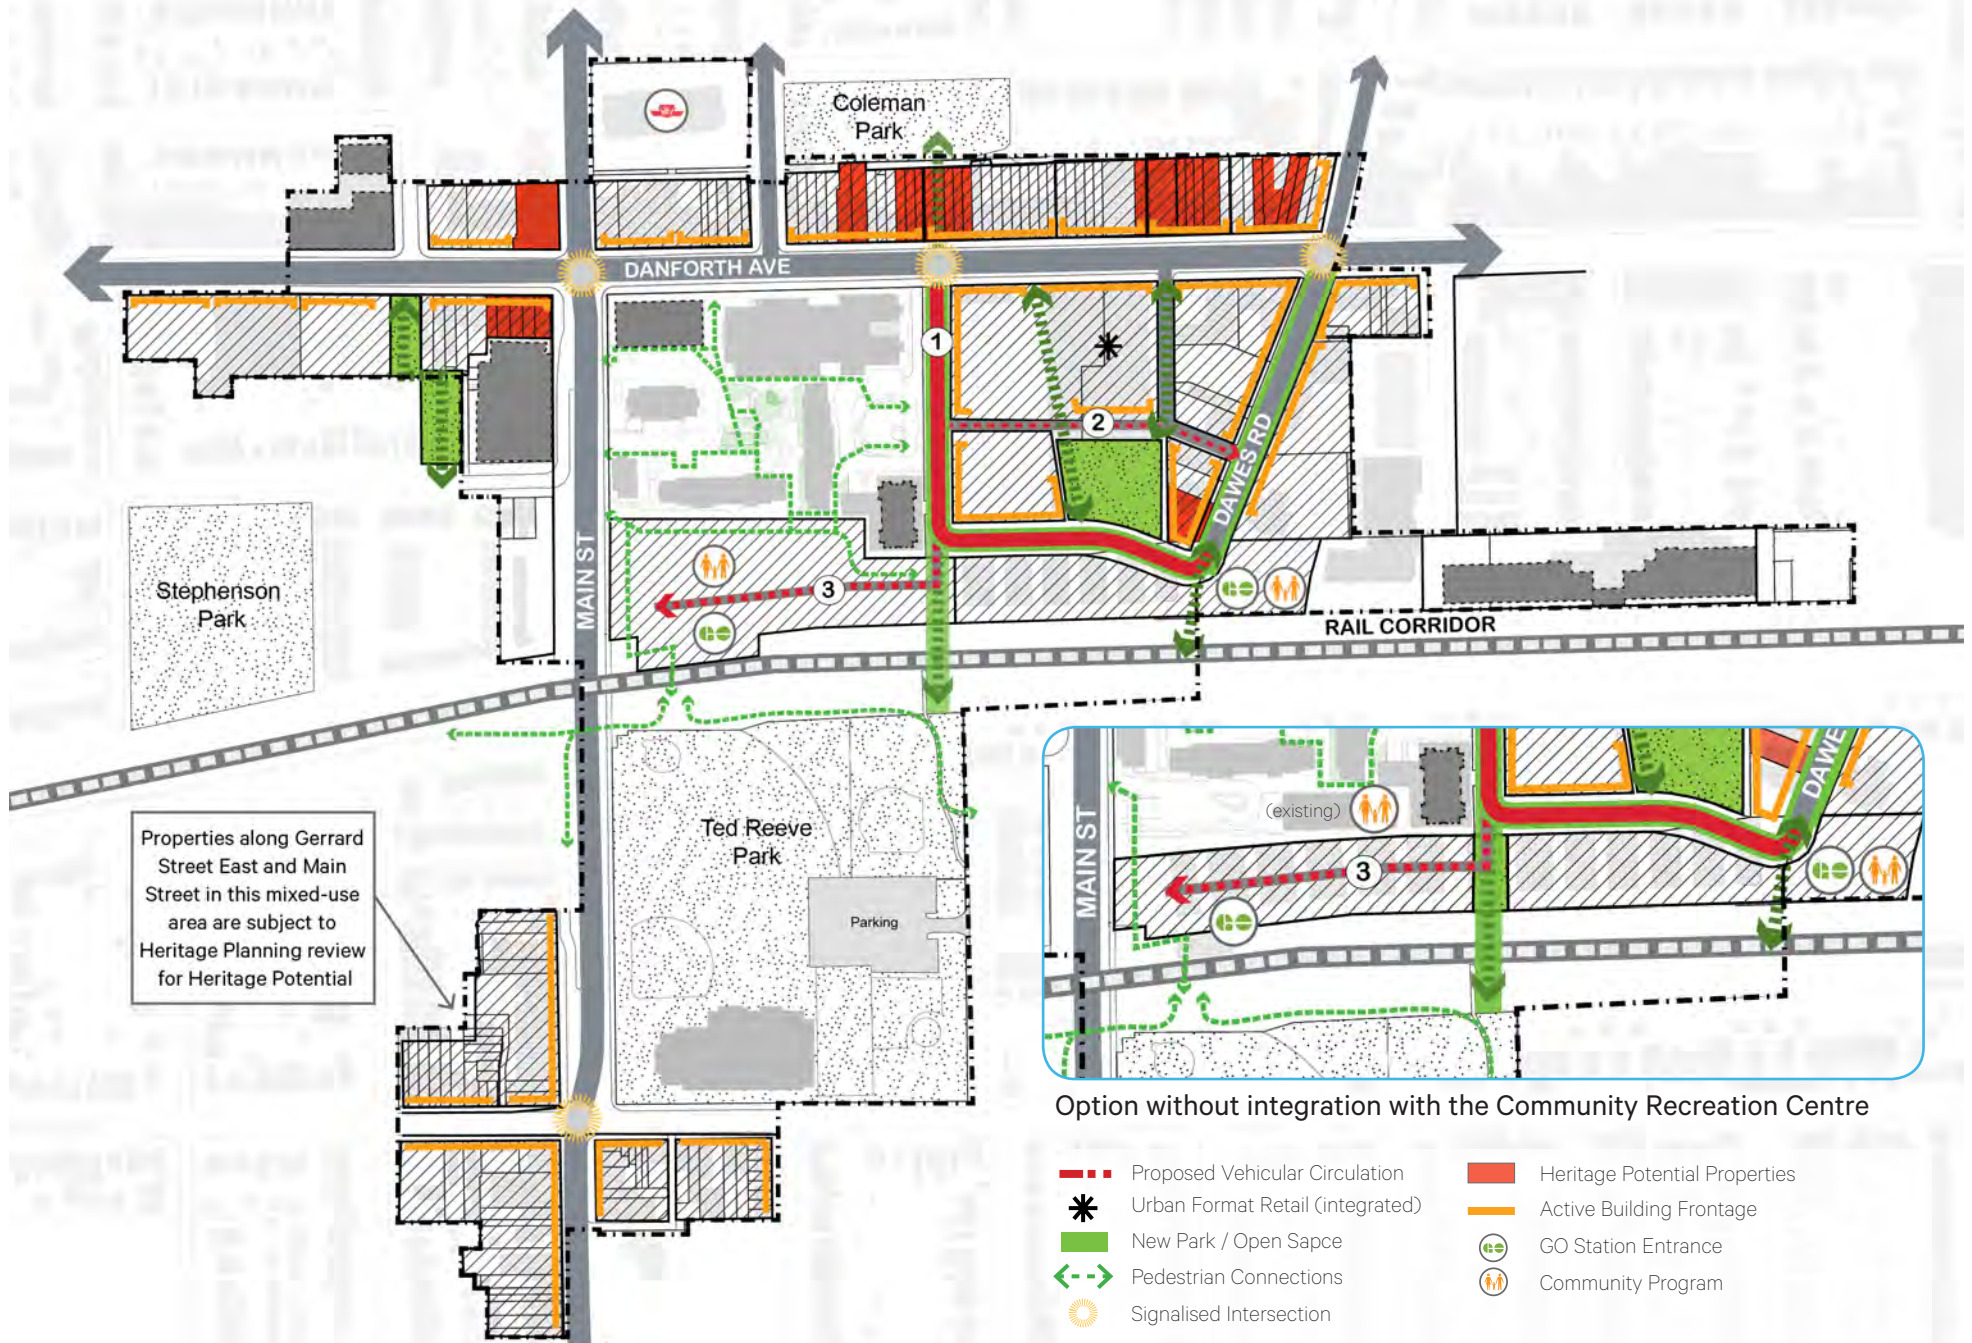 Coleman
Park
DANFORTH AVE
1
2
DAWES RD
MAIN ST
3
Stephenson
Park
RAIL CORRIDOR
Properties along Gerrard
Street East and Main
Street in this mixed-use
area are subject to
Heritage Planning review
for Heritage Potential
Ted Reeve
Park
Parking
MAIN ST
(existing)
3
DAWE
Option without integration with the Community Recreation Centre
Proposed Vehicular Circulation
Urban Format Retail (integrated)
New Park / Open Sapce
Pedestrian Connections
Signalised Intersection
Heritage Potential Properties
Active Building Frontage
GO Station Entrance
Community Program